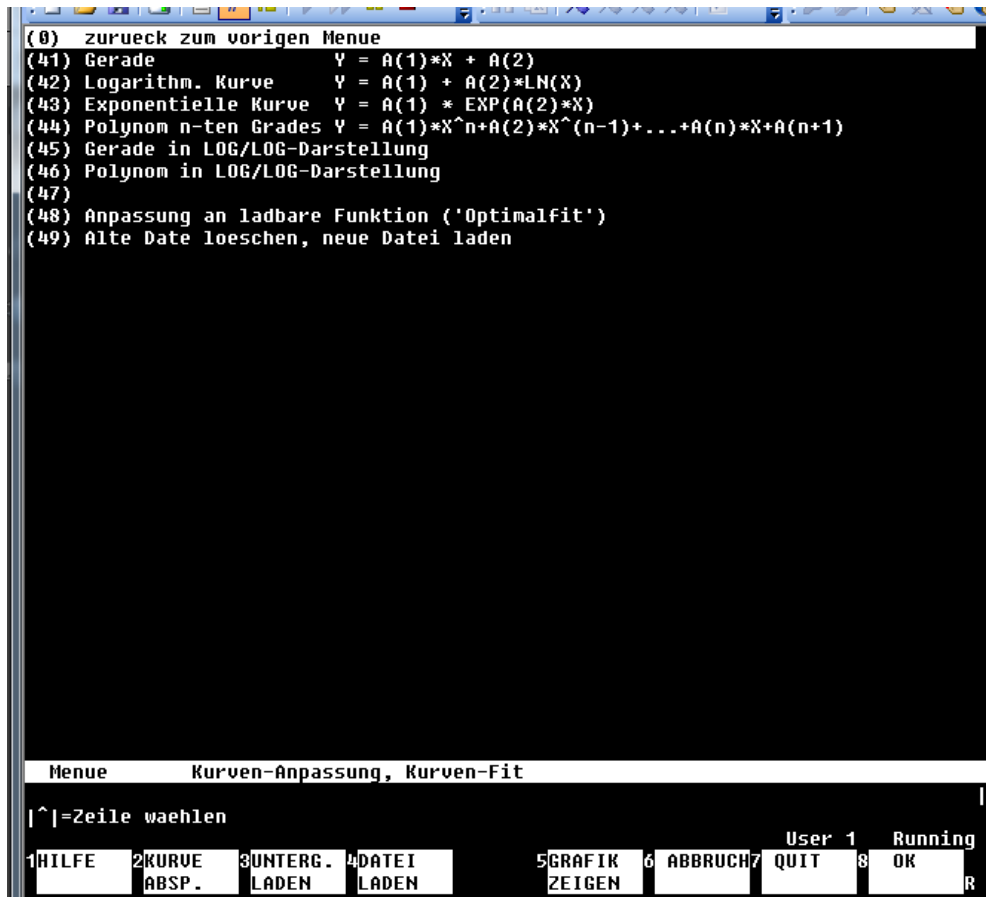 (0) zurueck zum vorigen Menue
(41) Gerade Y = A(1)*X + A(2)
(42) Logarithm. Kurve Y = A(1) + A(2)*LN(X)
(43) Exponentielle Kurve Y = A(1) * EXP(A(2)*X)
(44) Polynom n-ten Grades Y = A(1)*X^n+A(2)*X^(n-1)+...+A(n)*X+A(n+1)
(45) Gerade in LOG/LOG-Darstellung
(46) Polynom in LOG/LOG-Darstellung
(47)
(48) Anpassung an ladbare Funktion ('Optimalfit')
(49) Alte Date loeschen, neue Datei laden
Menue Kurven-Anpassung, Kurven-Fit
|^|=Zeile waehlen
User 1 Running
1HILFE 2KURVE 3UNTERG. 4DATEI 5GRAFIK 6 ABBRUCH7 QUIT 8 OK
ABSP. LADEN LADEN ZEIGEN R